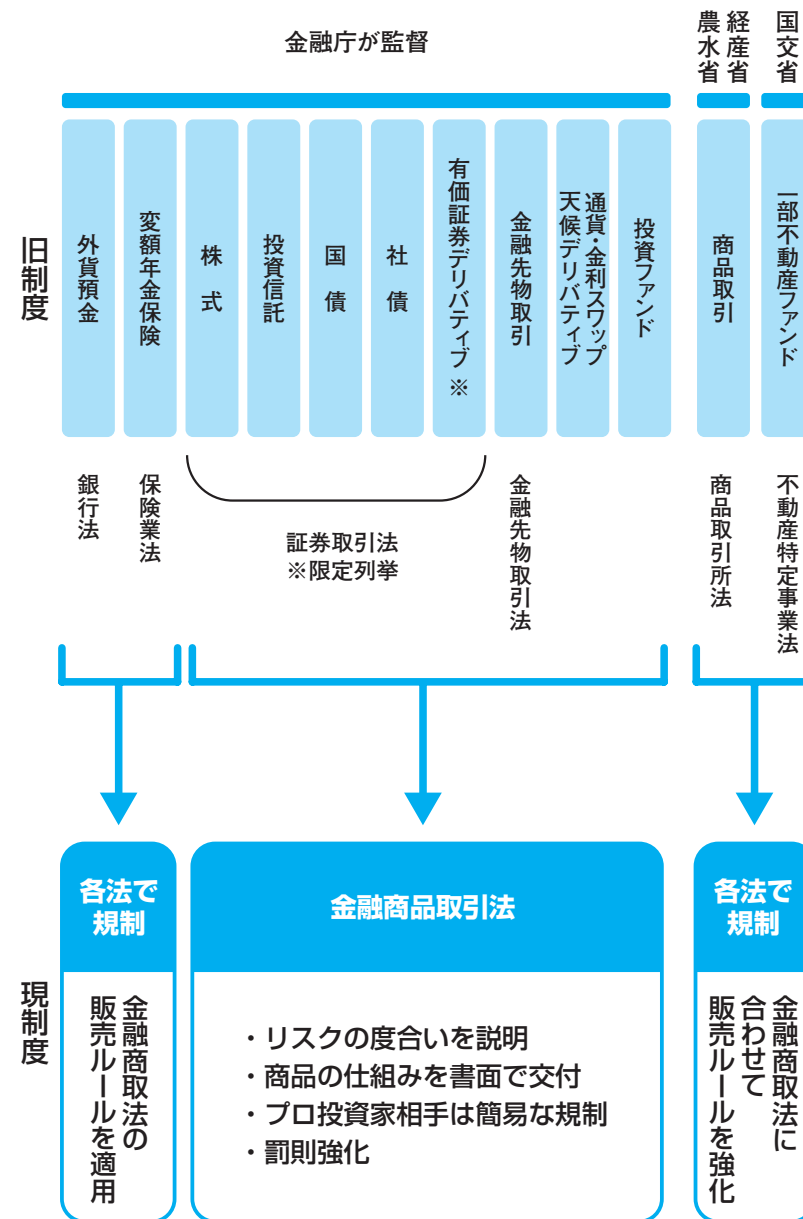 金融庁が監督
経産省
農水省
国交省
旧制度
外貨預金
変額年金保険
株式
投資信託
国債
社債
有価証券デリバティブ※
金融先物取引
通貨・金利スワップ
天候デリバティブ
投資ファンド
商品取引
一部不動産ファンド
銀行法
保険業法
証券取引法
※限定列挙
金融先物取引法
商品取引所法
不動産特定事業法
現制度
各法で
規制
金融商取法の
販売ルールを適用
金融商品取引法
・リスクの度合いを説明
・商品の仕組みを書面で交付
・プロ投資家相手は簡易な規制
・罰則強化
各法で
規制
金融商取法に
合わせて
販売ルールを強化